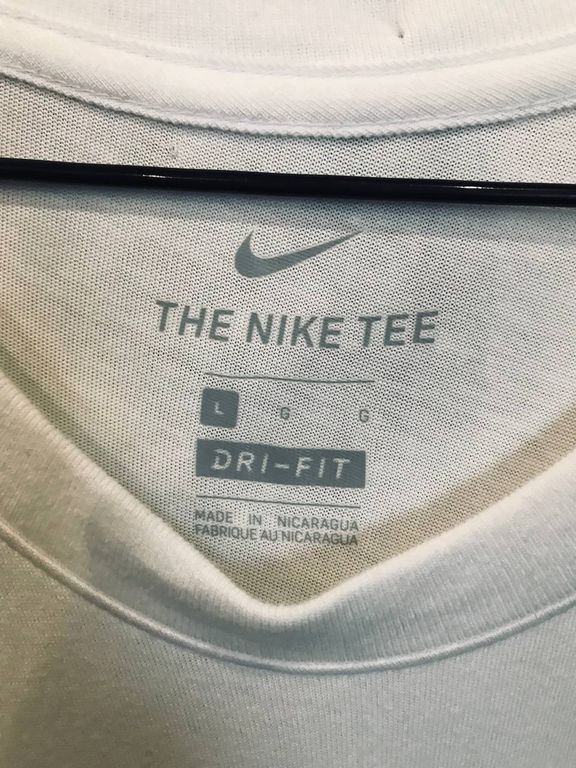 THE NIKE TEE
L G G
DRI-FIT
MADE IN NICARAGUA
FABRIQUE AU NICARAGUA